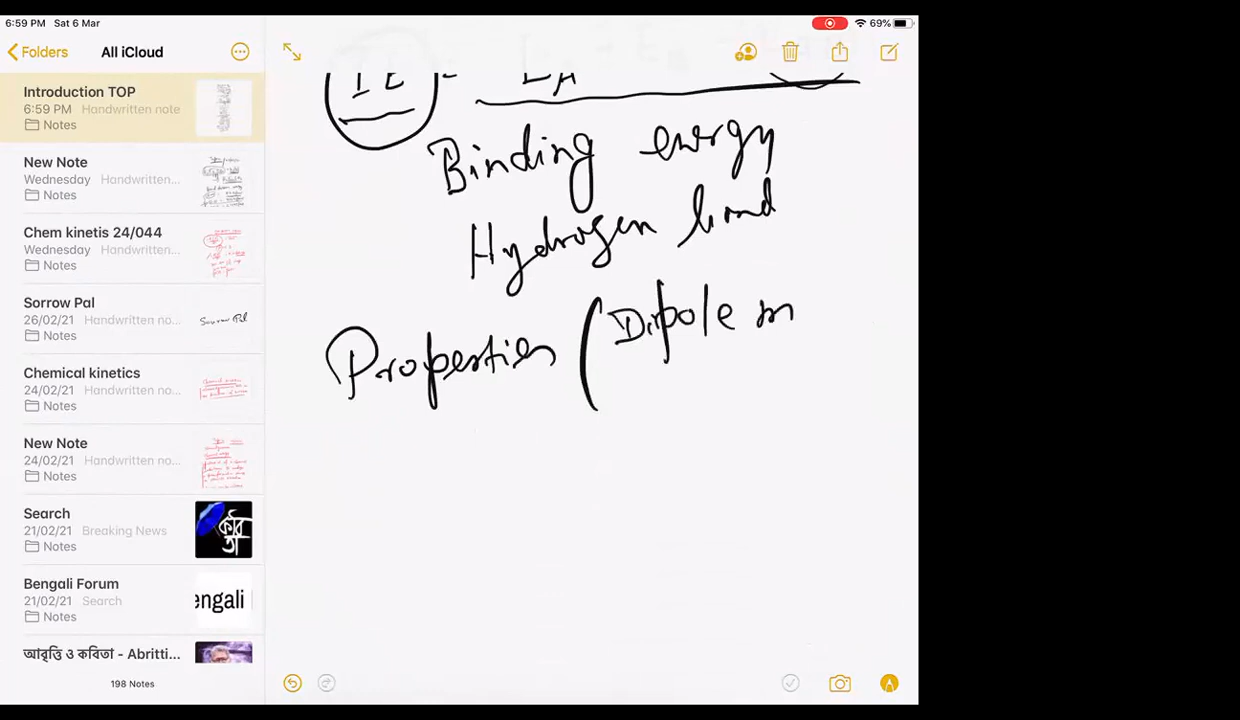 6:59 PM Sat 6 Mar
69%
Folders
All iCloud
Introduction TOP
6:59 PM Handwritten note
Notes
New Note
Wednesday Handwritten...
Notes
Chem kinetis 24/044
Wednesday Handwritten...
Notes
Sorrow Pal
26/02/21 Handwritten no...
Notes
Chemical kinetics
24/02/21 Handwritten no...
Notes
New Note
24/02/21 Handwritten no...
Notes
Search
21/02/21 Breaking News
Notes
কবি
তা
Bengali Forum
21/02/21 Search
Notes
engali
আবৃত্তি ও কবিতা - Abritti...
198 Notes
Binding energy
Hydrogen bond
Properties (Dipole m